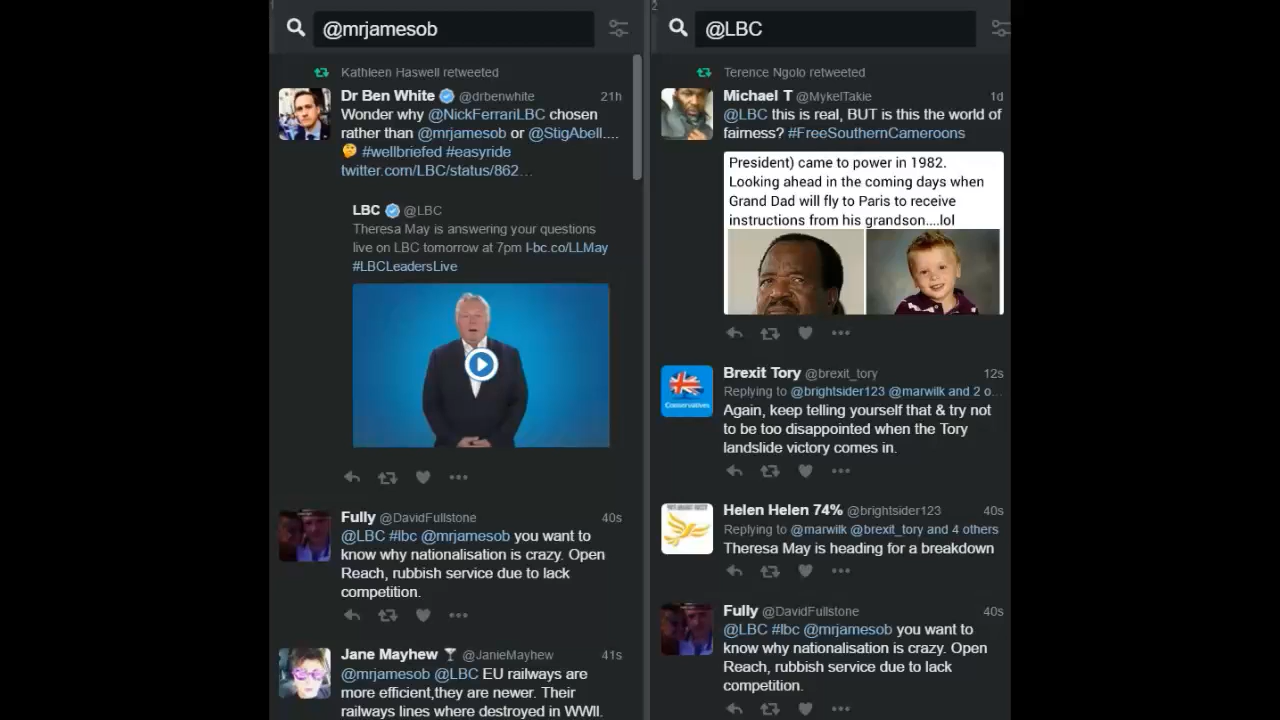 1
@mrjamesob
Kathleen Haswell retweeted
Dr Ben White @drbenwhite 21h
Wonder why @NickFerrariLBC chosen
rather than @mrjamesob or @StigAbell....
🤔 #wellbriefed #easyride
twitter.com/LBC/status/862…
LBC @LBC
Theresa May is answering your questions
live on LBC tomorrow at 7pm l-bc.co/LLMay
#LBCLeadersLive
Fully @DavidFullstone 40s
@LBC #lbc @mrjamesob you want to
know why nationalisation is crazy. Open
Reach, rubbish service due to lack
competition.
Jane Mayhew 🍸 @JanieMayhew 41s
@mrjamesob @LBC EU railways are
more efficient,they are newer. Their
railways lines where destroyed in WWII.
2
@LBC
Terence Ngolo retweeted
Michael T @MykelTakie 1d
@LBC this is real, BUT is this the world of
fairness? #FreeSouthernCameroons
President) came to power in 1982.
Looking ahead in the coming days when
Grand Dad will fly to Paris to receive
instructions from his grandson....lol
Brexit Tory @brexit_tory 12s
Replying to @brightsider123 @marwilk and 2 o…
Again, keep telling yourself that & try not
to be too disappointed when the Tory
landslide victory comes in.
Conservatives
Helen Helen 74% @brightsider123 40s
Replying to @marwilk @brexit_tory and 4 others
Theresa May is heading for a breakdown
Fully @DavidFullstone 40s
@LBC #lbc @mrjamesob you want to
know why nationalisation is crazy. Open
Reach, rubbish service due to lack
competition.